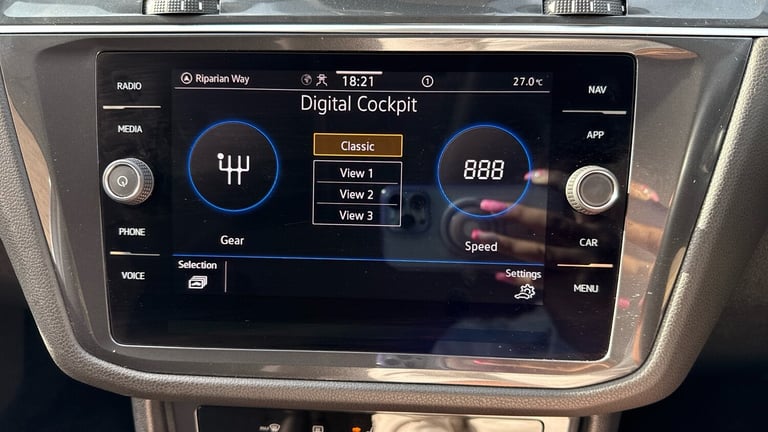 RADIO
MEDIA
PHONE
VOICE
Riparian Way
18:21
1
27.0 °C
Digital Cockpit
Classic
View 1
View 2
View 3
Gear
888
Speed
Selection
Settings
NAV
APP
CAR
MENU